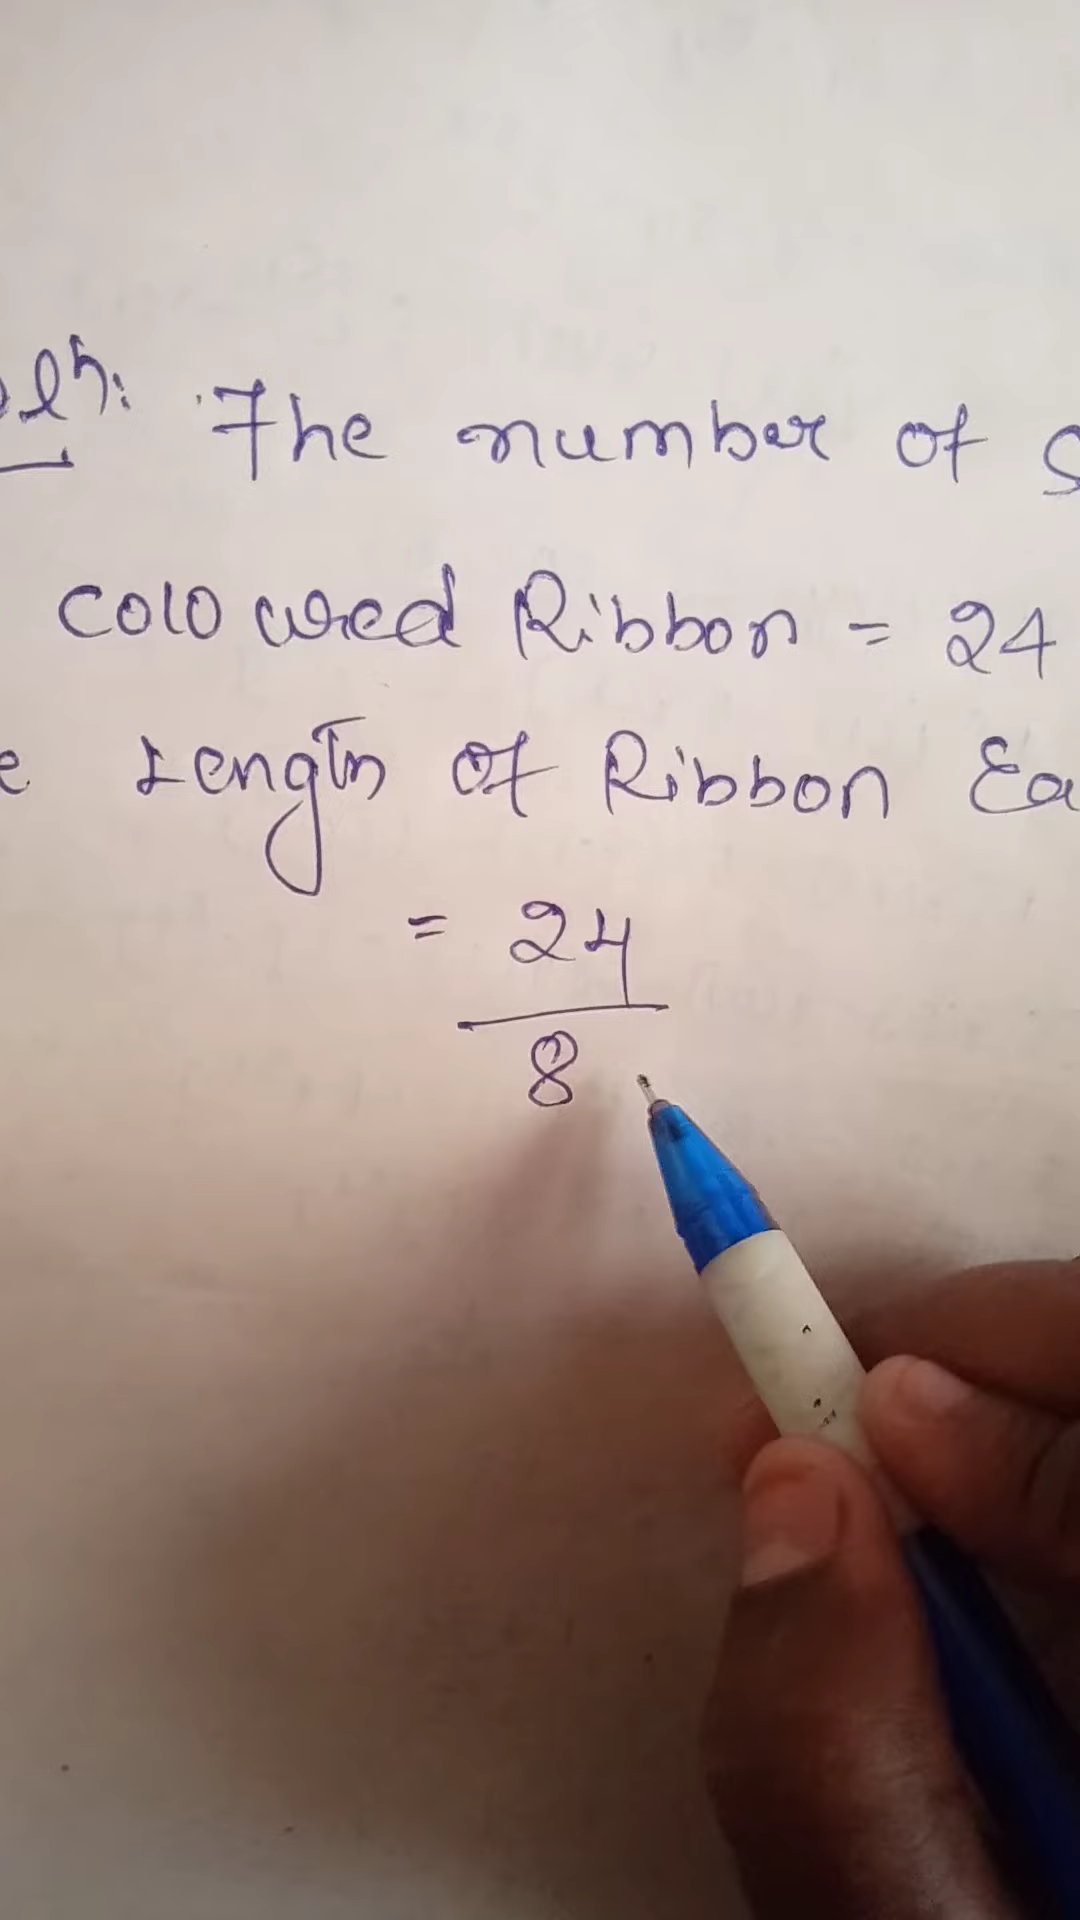 The number of
coloured Ribbon = 24
Length of Ribbon
= 24
8